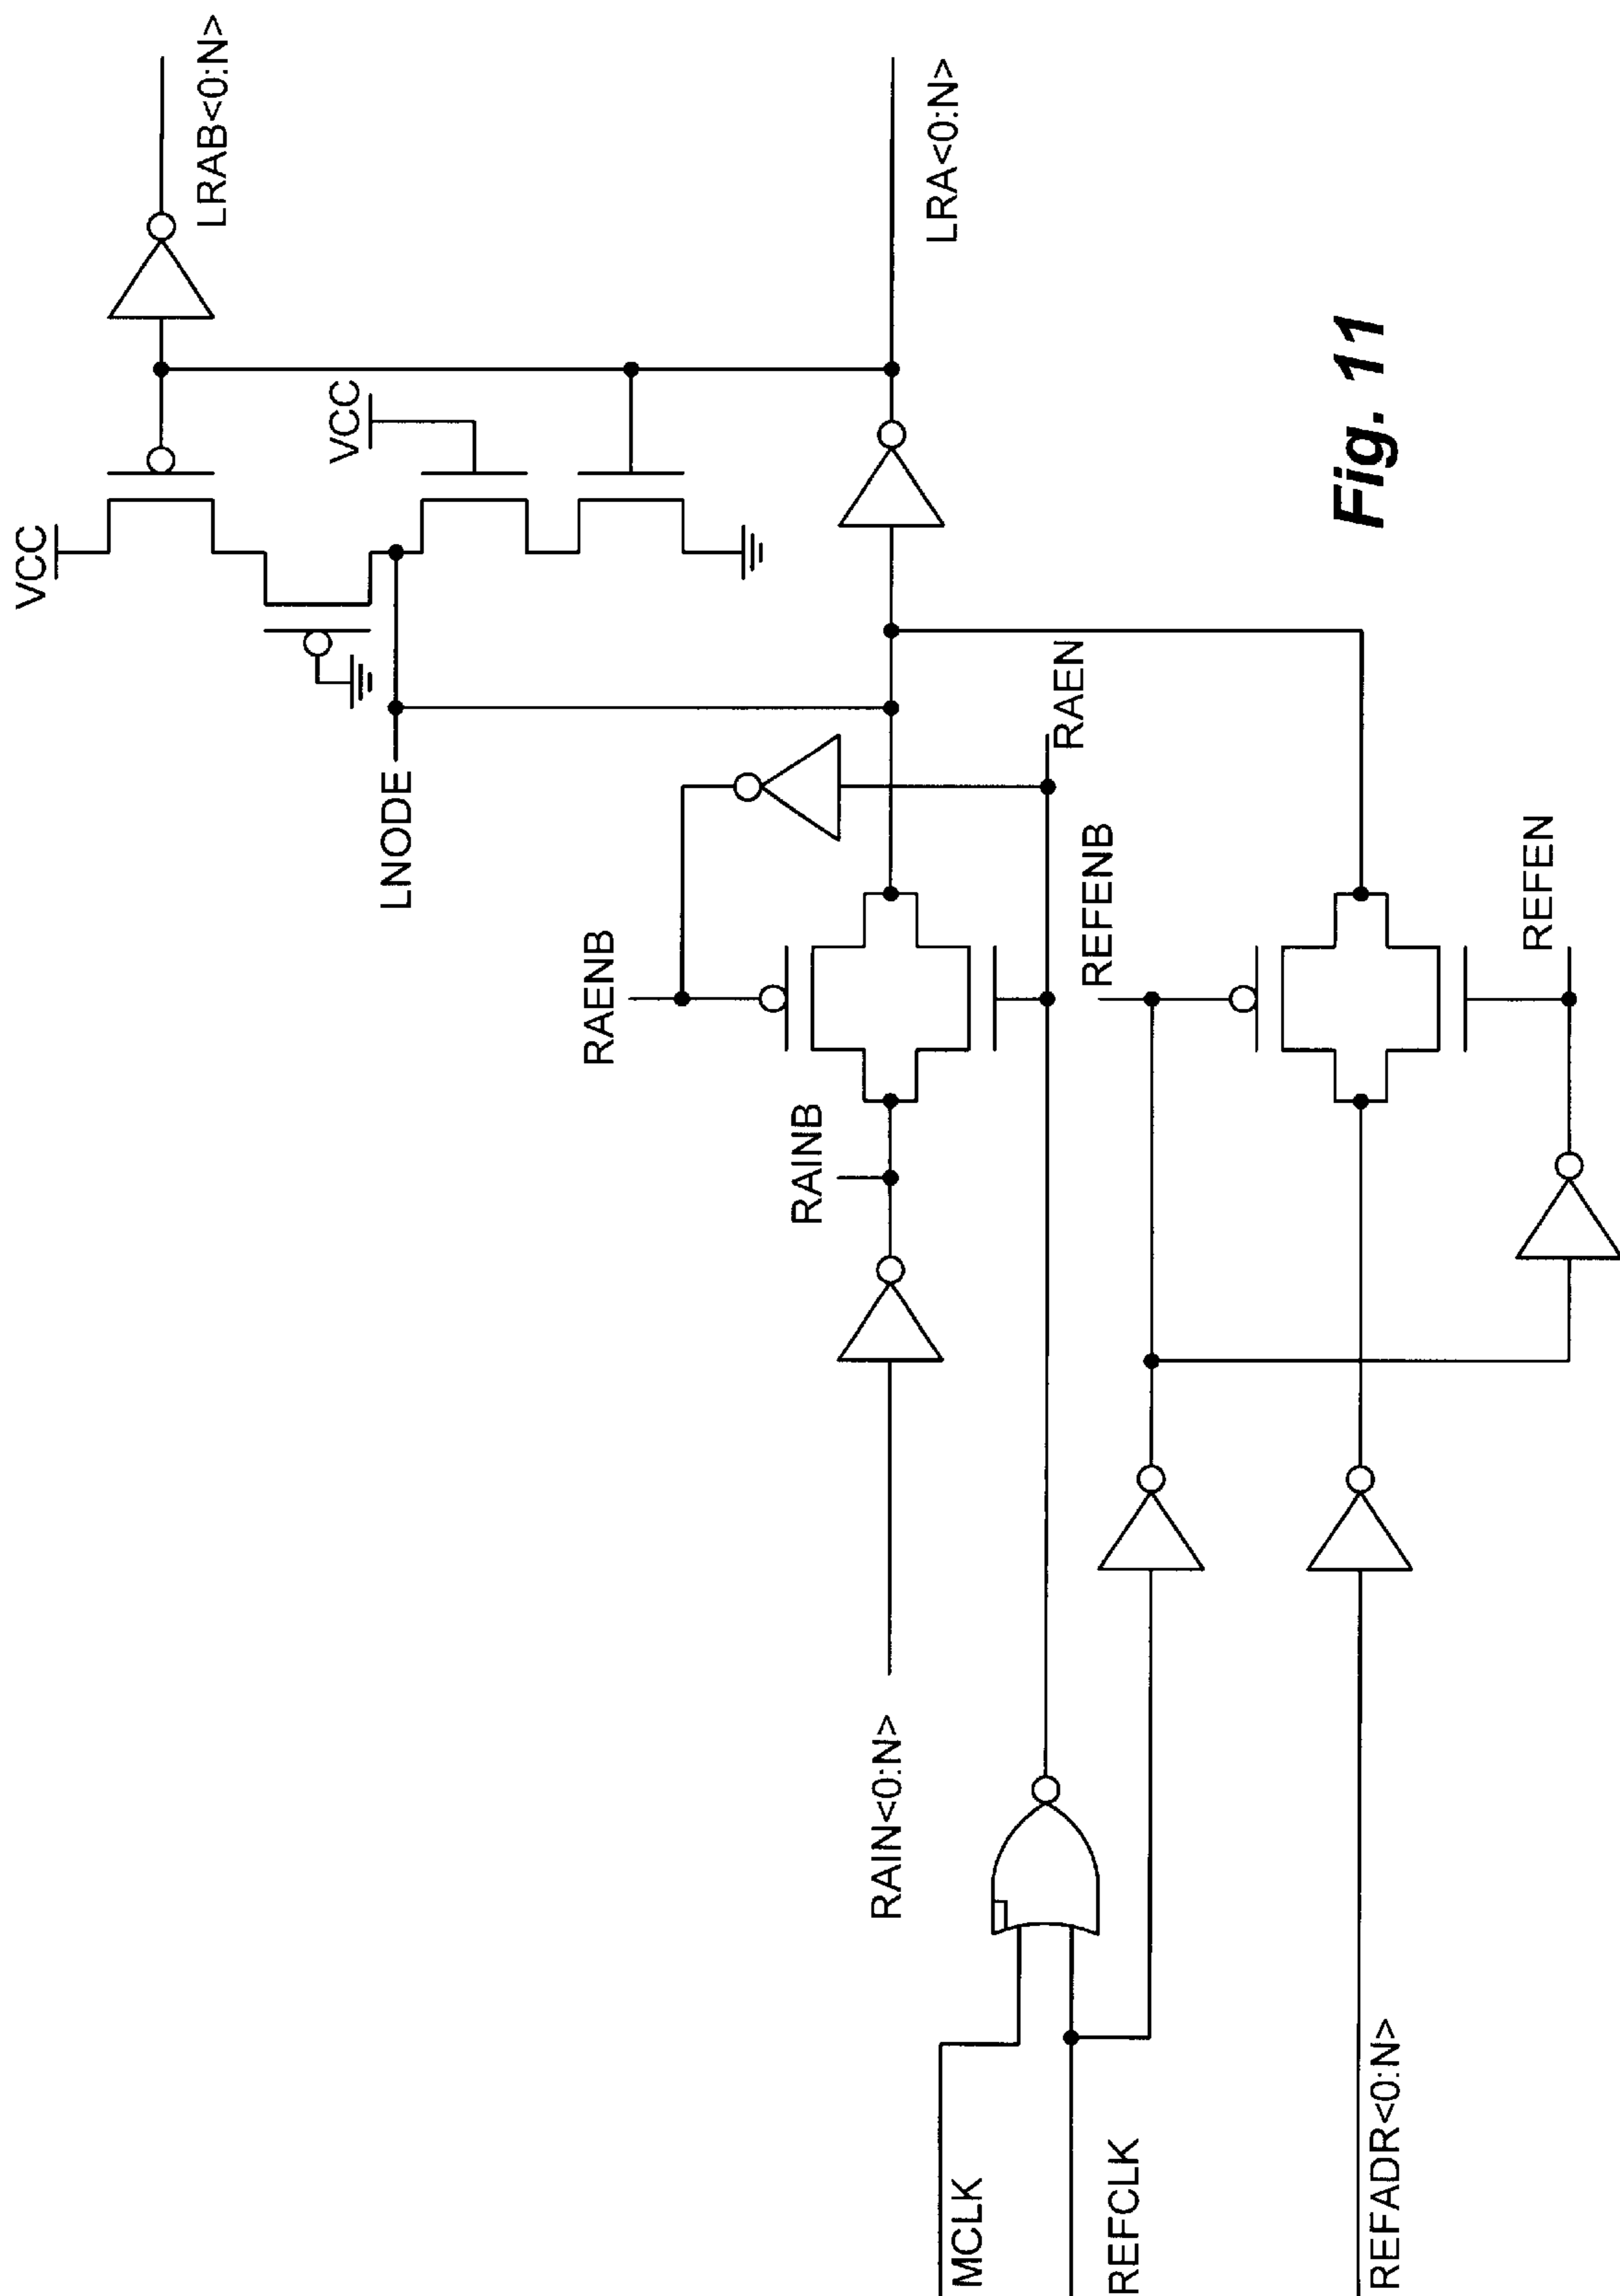 VCC
LRAB<0:N>
VCC
LNODE
LRA<0:N>
RAENB
RAINB
RAEN
RAIN<0:N>
REFENB
REFEN
MCLK
REFCLK
REFADR<0:N>
Fig. 11